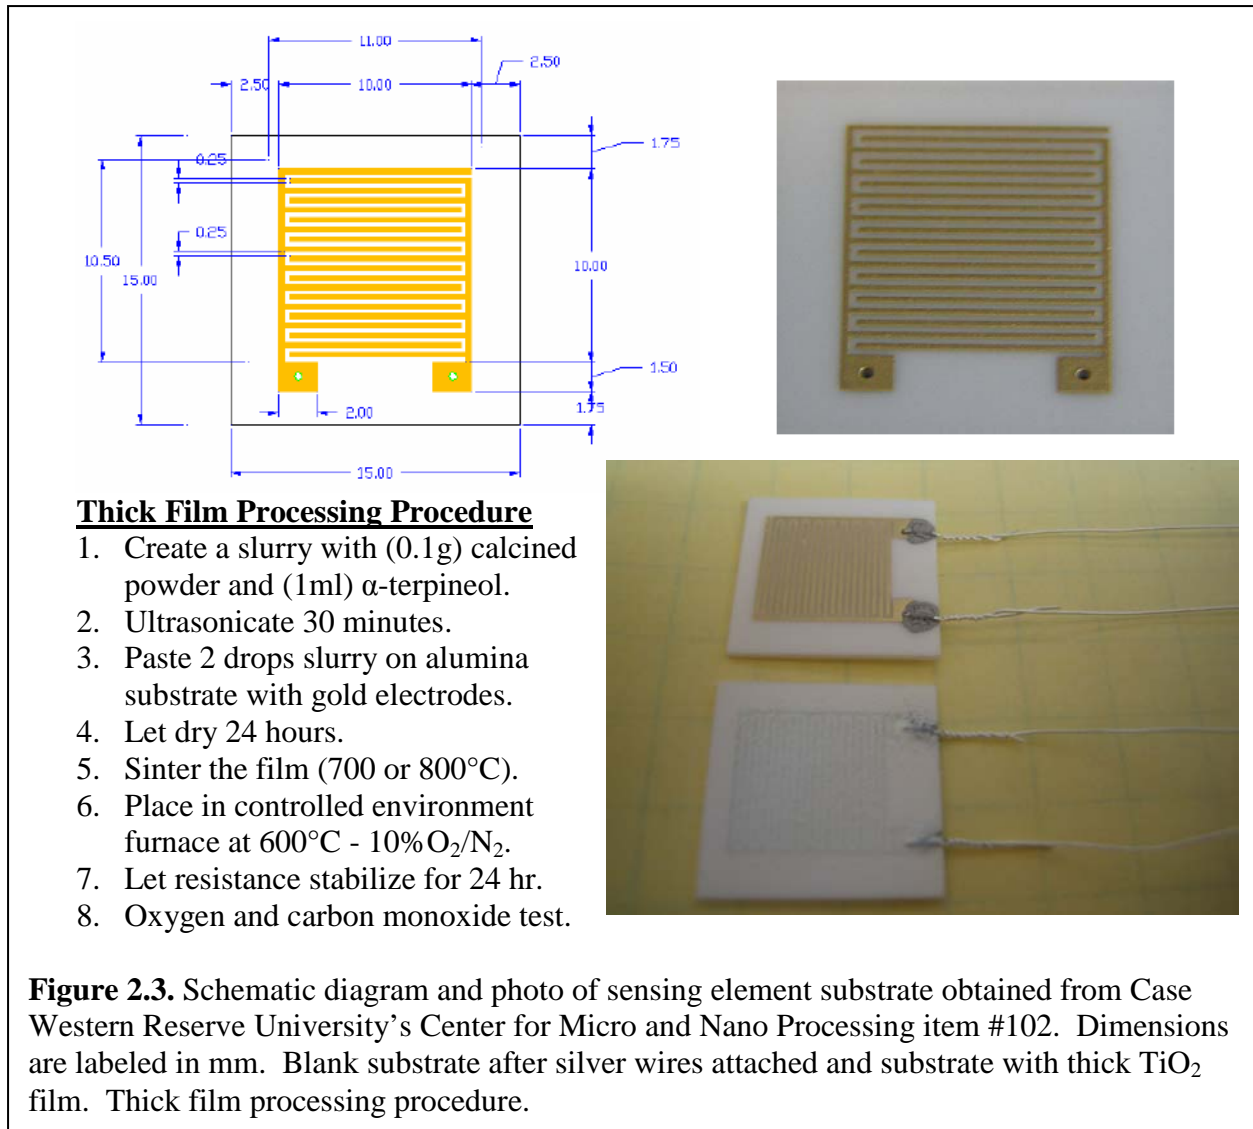 11.00
2.50
2.50
10.00
1.75
0.25
0.25
10.50
15.00
10.00
1.50
2.00
1.75
15.00
Thick Film Processing Procedure
1. Create a slurry with (0.1g) calcined
powder and (1ml) α-terpineol.
2. Ultrasonicate 30 minutes.
3. Paste 2 drops slurry on alumina
substrate with gold electrodes.
4. Let dry 24 hours.
5. Sinter the film (700 or 800°C).
6. Place in controlled environment
furnace at 600°C - 10%O₂/N₂.
7. Let resistance stabilize for 24 hr.
8. Oxygen and carbon monoxide test.
Figure 2.3. Schematic diagram and photo of sensing element substrate obtained from Case
Western Reserve University’s Center for Micro and Nano Processing item #102. Dimensions
are labeled in mm. Blank substrate after silver wires attached and substrate with thick TiO₂
film. Thick film processing procedure.